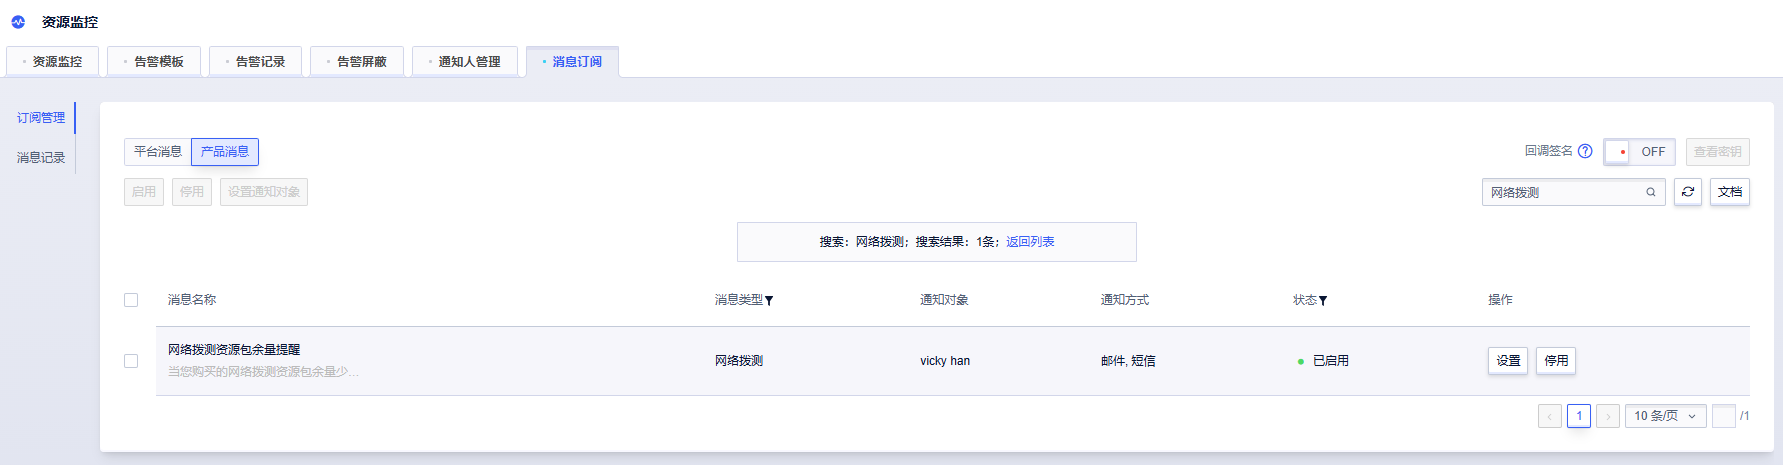 资源监控
资源监控 告警模板 告警记录 告警屏蔽 通知人管理 消息订阅
订阅管理
消息记录
平台消息 产品消息
回调签名 ? OFF 查看密钥
启用 停用 设置通知对象
网络拨测 文档
搜索：网络拨测；搜索结果：1条；返回列表
消息名称 消息类型 通知对象 通知方式 状态 操作
网络拨测资源包余量提醒
当您购买的网络拨测资源包余量少...
网络拨测 vicky han 邮件, 短信 已启用 设置 停用
1 10 条/页 /1